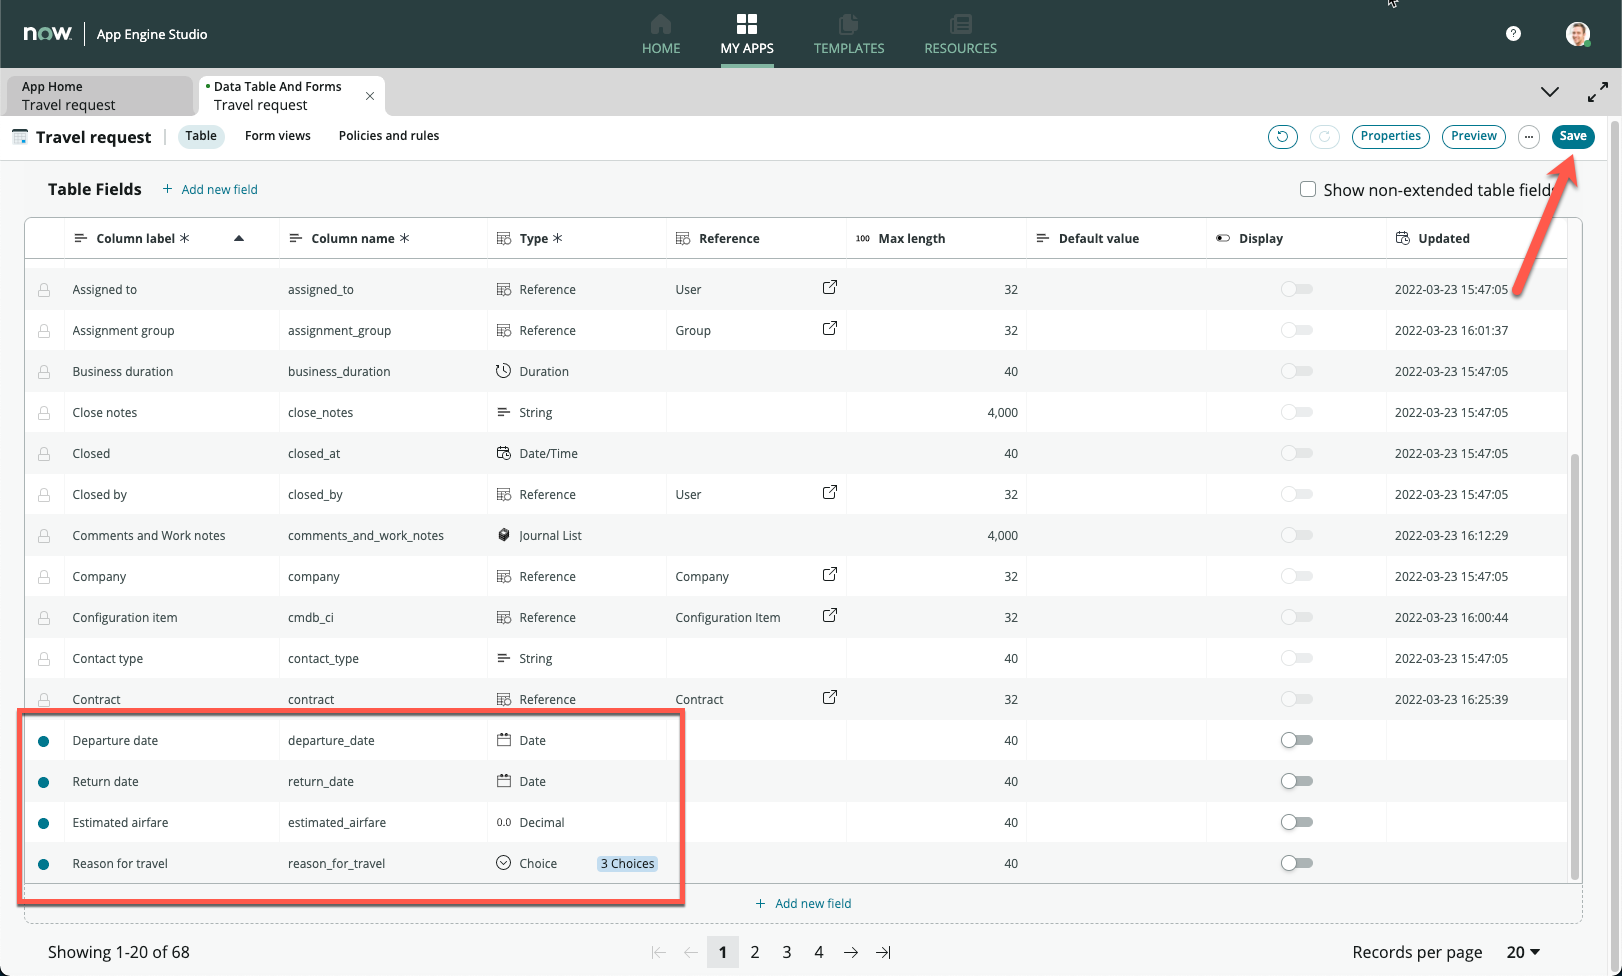 now
App Engine Studio
HOME
MY APPS
TEMPLATES
RESOURCES
?
App Home
Travel request
Data Table And Forms
Travel request
Travel request
Table
Form views
Policies and rules
Properties
Preview
Save
Table Fields
+ Add new field
Show non-extended table fields
Column label * Column name * Type * Reference 100 Max length Default value Display Updated
Assigned to assigned_to Reference User 32 2022-03-23 15:47:05
Assignment group assignment_group Reference Group 32 2022-03-23 16:01:37
Business duration business_duration Duration 40 2022-03-23 15:47:05
Close notes close_notes String 4,000 2022-03-23 15:47:05
Closed closed_at Date/Time 40 2022-03-23 15:47:05
Closed by closed_by Reference User 32 2022-03-23 15:47:05
Comments and Work notes comments_and_work_notes Journal List 4,000 2022-03-23 16:12:29
Company company Reference Company 32 2022-03-23 15:47:05
Configuration item cmdb_ci Reference Configuration Item 32 2022-03-23 16:00:44
Contact type contact_type String 40 2022-03-23 15:47:05
Contract contract Reference Contract 32 2022-03-23 16:25:39
Departure date departure_date Date 40
Return date return_date Date 40
Estimated airfare estimated_airfare 0.0 Decimal 40
Reason for travel reason_for_travel Choice 3 Choices 40
+ Add new field
Showing 1-20 of 68
1 2 3 4
Records per page 20